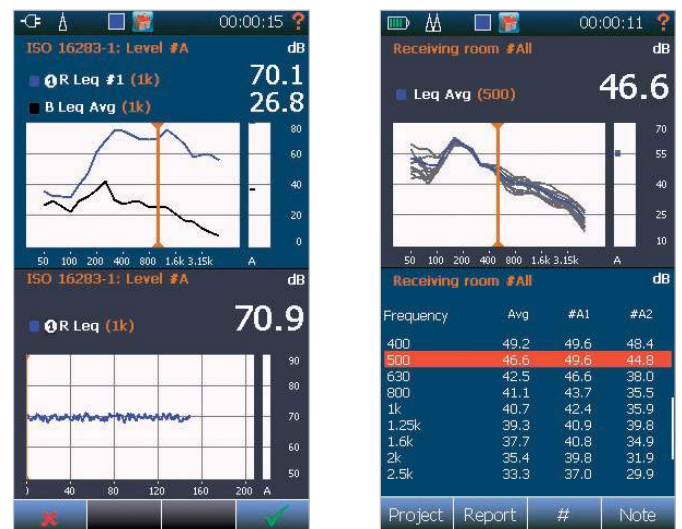 00:00:15 ?
ISO 16283-1: Level #A dB
1 R Leq #1 (1k) 70.1
B Leq Avg (1k) 26.8
80
60
40
20
0
50 100 200 400 800 1.6k 3.15k A
ISO 16283-1: Level #A dB
1 R Leq (1k) 70.9
90
80
70
60
50
) 40 80 120 160 200 A
00:00:11 ?
Receiving room #All dB
Leq Avg (500) 46.6
70
55
40
25
10
50 100 200 400 800 1.6k 3.15k A
Receiving room #All dB
Frequency Avg #A1 #A2
400 49.2 49.6 48.4
500 46.6 49.6 44.8
630 42.5 46.6 38.0
800 41.1 43.7 35.5
1k 40.7 42.4 35.9
1.25k 39.3 40.9 39.8
1.6k 37.7 40.8 34.9
2k 35.4 39.8 31.9
2.5k 33.3 37.0 29.9
Project Report # Note